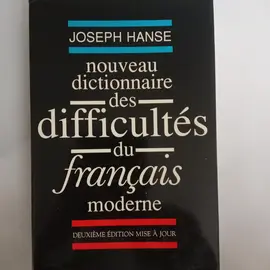 JOSEPH HANSE
nouveau
dictionnaire
des
difficultés
du
français
moderne
DEUXIÈME ÉDITION MISE À JOUR